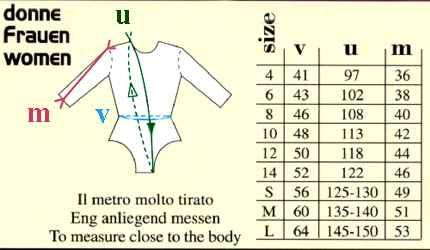 donne
Frauen
women
u
m
v
Il metro molto tirato
Eng anliegend messen
To measure close to the body
size v u m
4 41 97 36
6 43 102 38
8 46 108 40
10 48 113 42
12 50 118 44
14 52 122 46
S 56 125-130 49
M 60 135-140 51
L 64 145-150 53